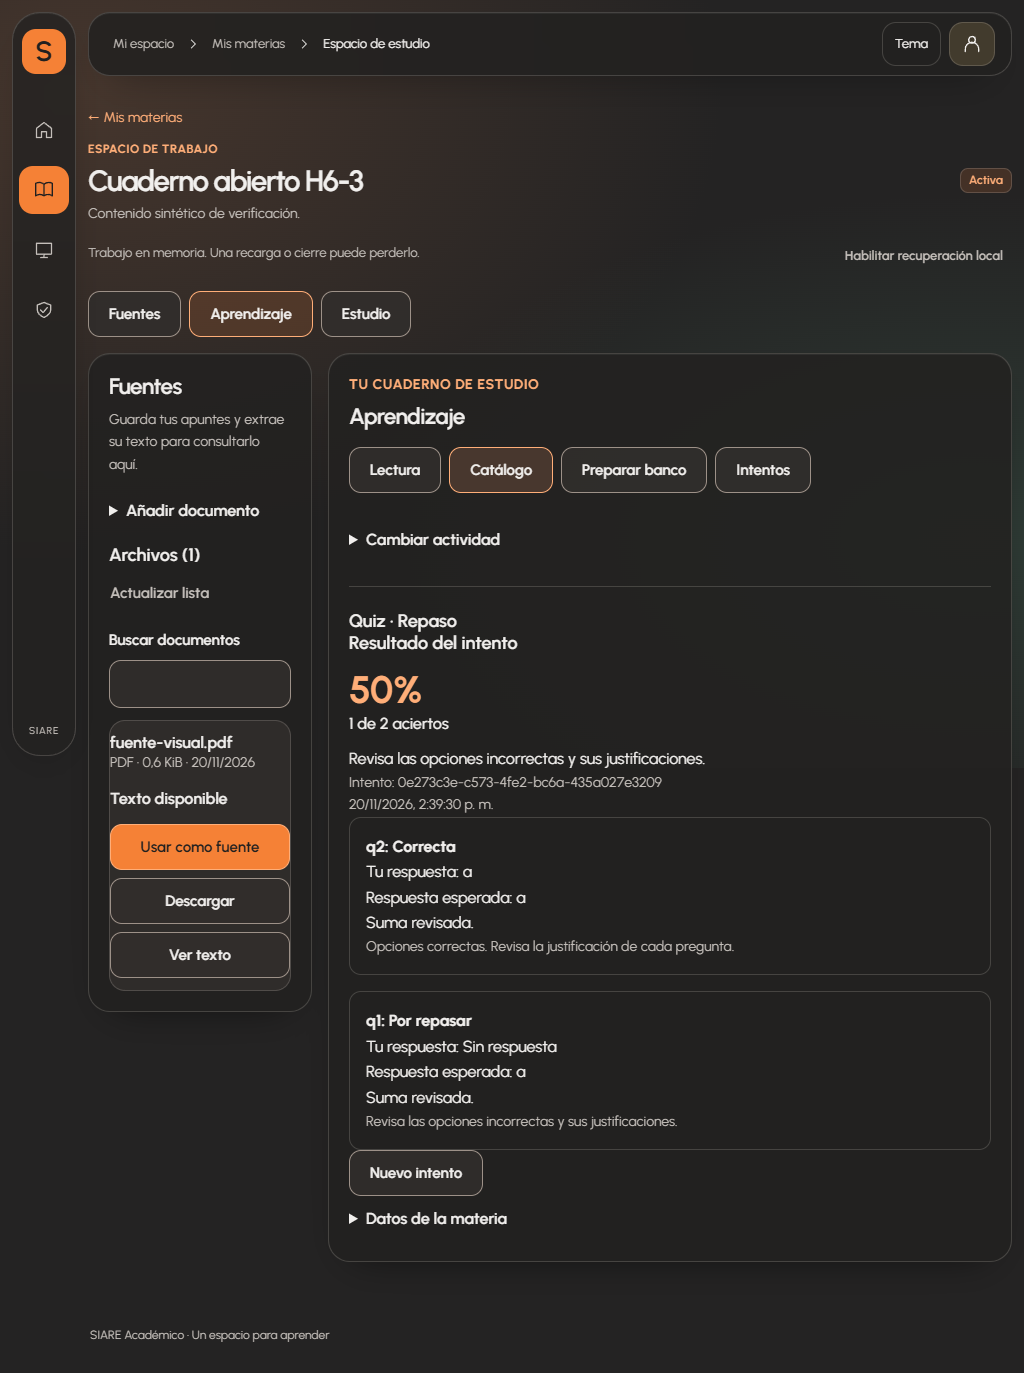 S
Mi espacio > Mis materias > Espacio de estudio
Tema
← Mis materias
ESPACIO DE TRABAJO
Cuaderno abierto H6-3
Activa
Contenido sintético de verificación.
Trabajo en memoria. Una recarga o cierre puede perderlo.
Habilitar recuperación local
Fuentes
Aprendizaje
Estudio
Fuentes
Guarda tus apuntes y extrae
su texto para consultarlo
aquí.
Añadir documento
Archivos (1)
Actualizar lista
Buscar documentos
fuente-visual.pdf
PDF · 0,6 KiB · 20/11/2026
Texto disponible
Usar como fuente
Descargar
Ver texto
TU CUADERNO DE ESTUDIO
Aprendizaje
Lectura
Catálogo
Preparar banco
Intentos
Cambiar actividad
Quiz · Repaso
Resultado del intento
50%
1 de 2 aciertos
Revisa las opciones incorrectas y sus justificaciones.
Intento: 0e273c3e-c573-4fe2-bc6a-435a027e3209
20/11/2026, 2:39:30 p. m.
q2: Correcta
Tu respuesta: a
Respuesta esperada: a
Suma revisada.
Opciones correctas. Revisa la justificación de cada pregunta.
q1: Por repasar
Tu respuesta: Sin respuesta
Respuesta esperada: a
Suma revisada.
Revisa las opciones incorrectas y sus justificaciones.
Nuevo intento
Datos de la materia
SIARE
SIARE Académico · Un espacio para aprender